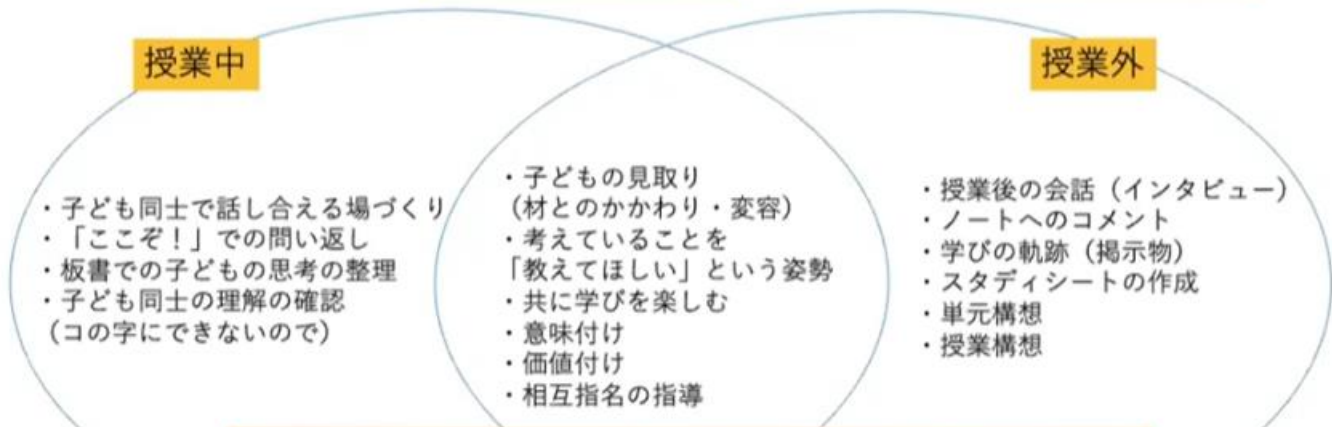 授業中
・子ども同士で話し合える場づくり
・「ここぞ！」での問い返し
・板書での子どもの思考の整理
・子ども同士の理解の確認
（コの字にできないので）
・子どもの見取り
（材とのかかわり・変容）
・考えていることを
「教えてほしい」という姿勢
・共に学びを楽しむ
・意味付け
・価値付け
・相互指名の指導
授業外
・授業後の会話（インタビュー）
・ノートへのコメント
・学びの軌跡（掲示物）
・スタディシートの作成
・単元構想
・授業構想